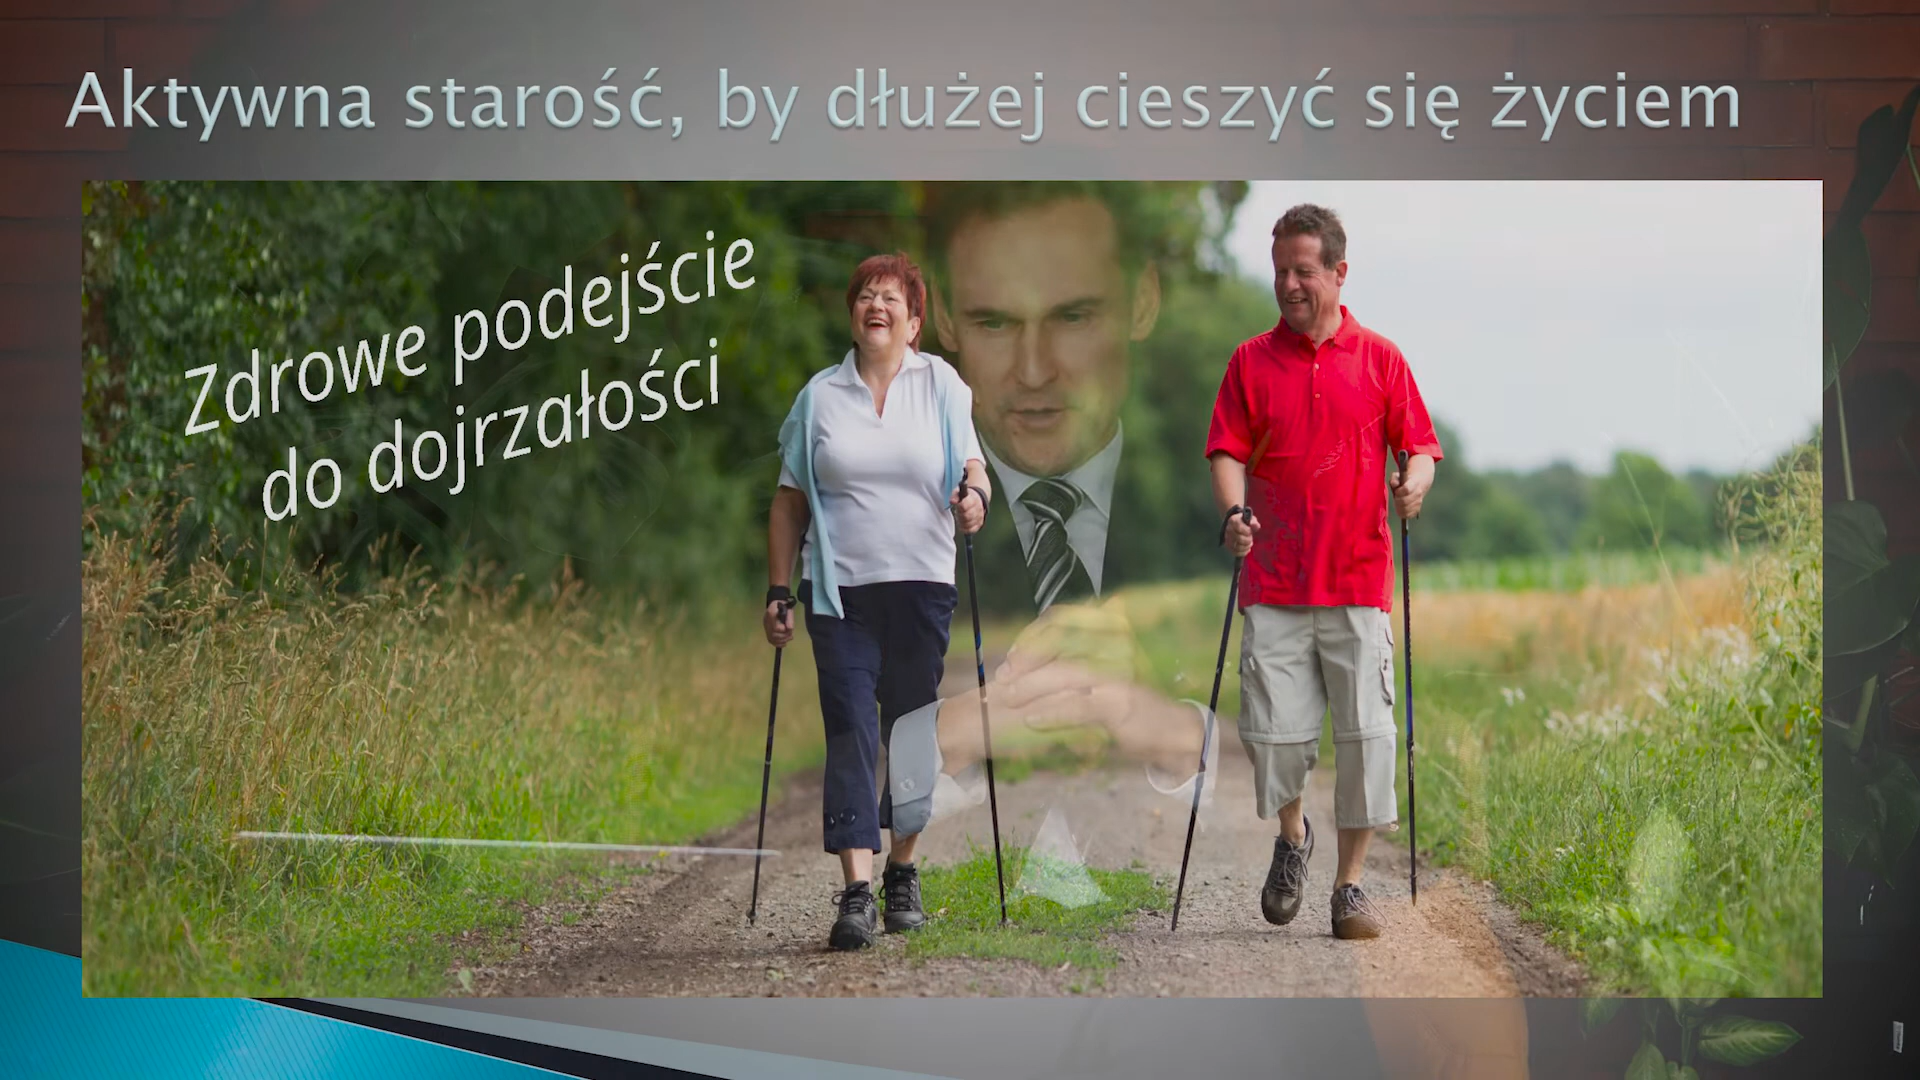 Aktywna starość, by dłużej cieszyć się życiem
Zdrowe podejście
do dojrzałości